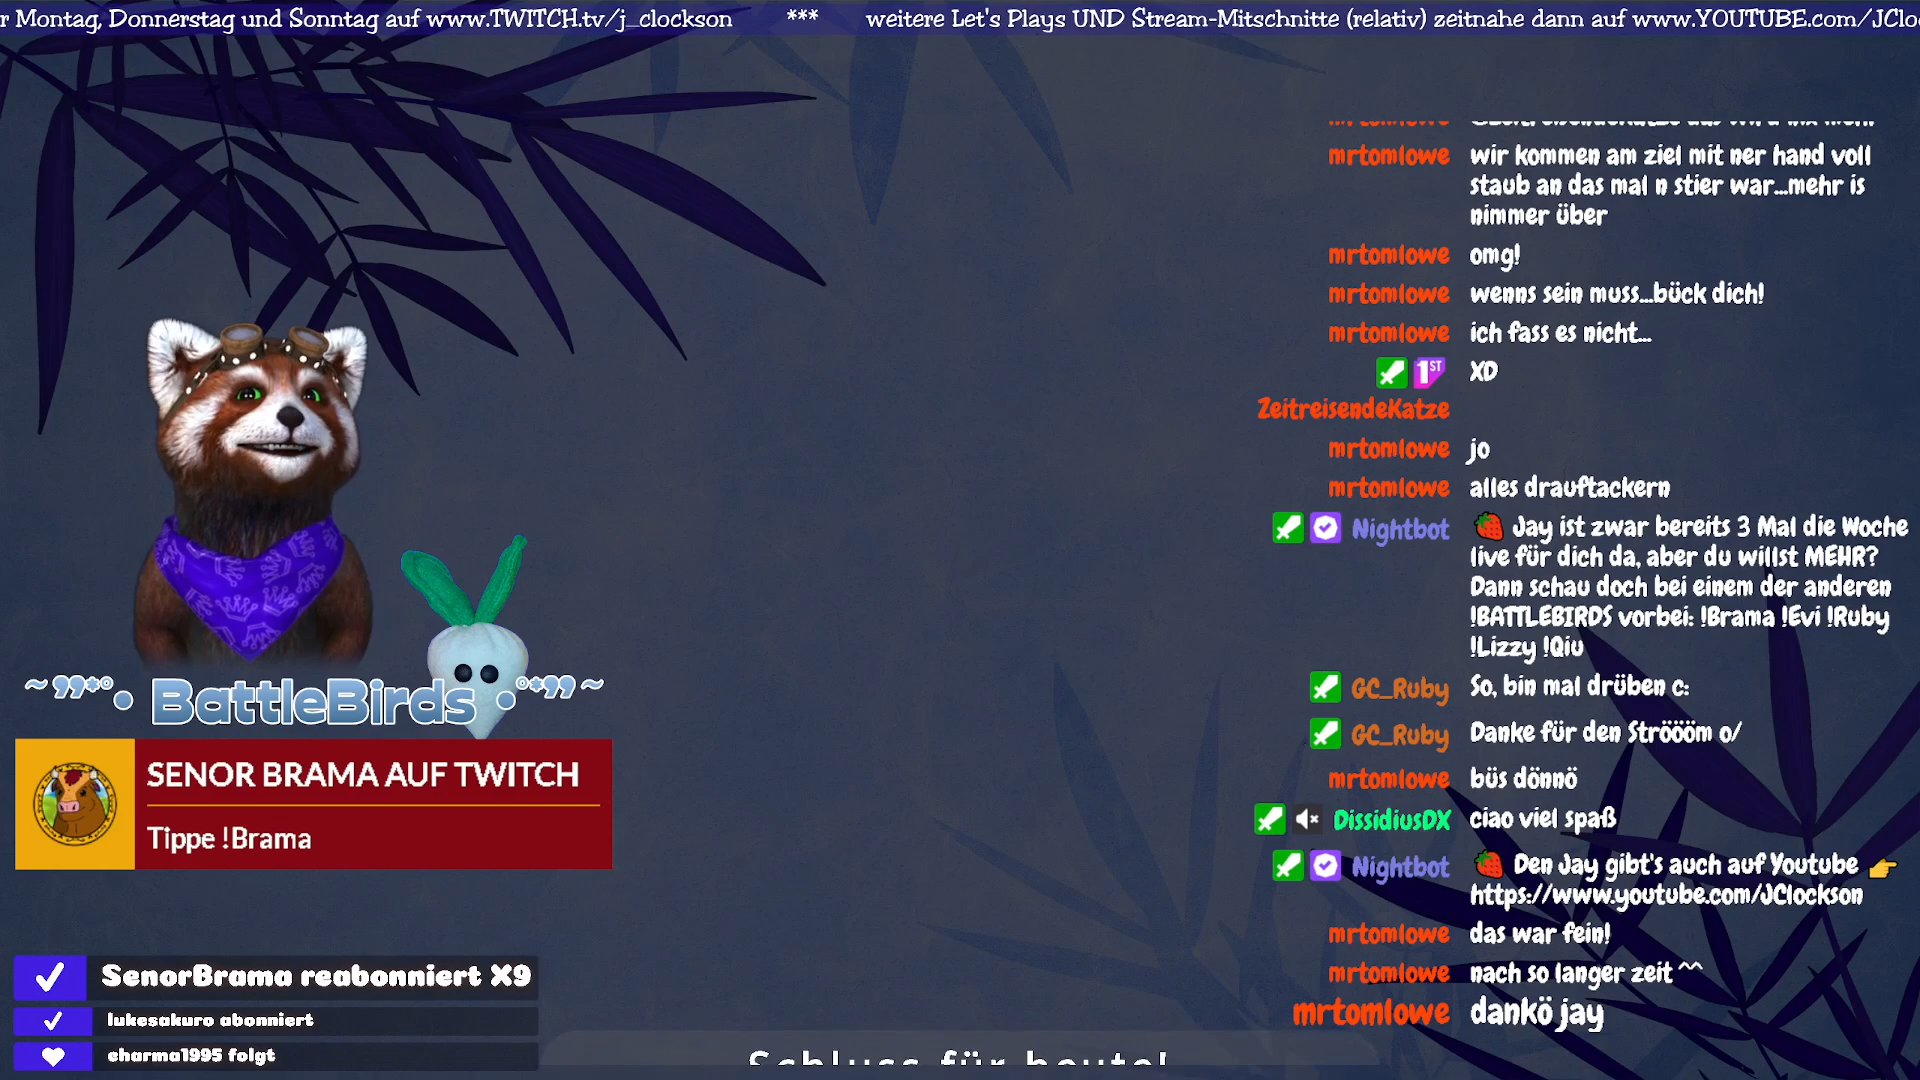 r Montag, Donnerstag und Sonntag auf www.TWITCH.tv/j_clockson *** weitere Let's Plays UND Stream-Mitschnitte (relativ) zeitnahe dann auf www.YOUTUBE.com/JClo
mrtomlowe wir kommen am ziel mit ner hand voll
staub an das mal n stier war...mehr is
nimmer über
mrtomlowe omg!
mrtomlowe wenns sein muss...bück dich!
mrtomlowe ich fass es nicht...
1ST XD
ZeitreisendeKatze
mrtomlowe jo
mrtomlowe alles drauftackern
Nightbot 🍓 Jay ist zwar bereits 3 Mal die Woche
live für dich da, aber du willst MEHR?
Dann schau doch bei einem der anderen
!BATTLEBIRDS vorbei: !Brama !Evi !Ruby
!Lizzy !Qiu
GC_Ruby So, bin mal drüben c:
GC_Ruby Danke für den Ströööm o/
mrtomlowe büs dönnö
DissidiusDX ciao viel spaß
Nightbot 🍓 Den Jay gibt's auch auf Youtube 👉
https://www.youtube.com/JClockson
mrtomlowe das war fein!
mrtomlowe nach so langer zeit ^^
mrtomlowe dankö jay
~”*°• BattleBirds •°*”~
SENOR BRAMA AUF TWITCH
Tippe !Brama
SenorBrama reabonniert X9
lukesakuro abonniert
charma1995 folgt
Schluss für heute!